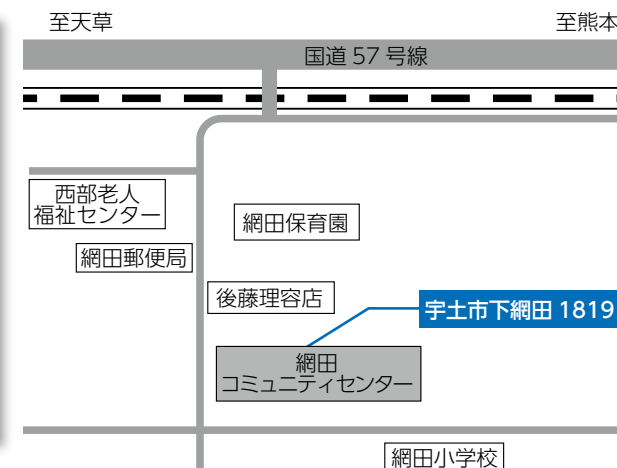 至天草
至熊本
国道 57 号線
西部老人
福祉センター
網田保育園
網田郵便局
後藤理容店
宇土市下網田 1819
網田
コミュニティセンター
網田小学校